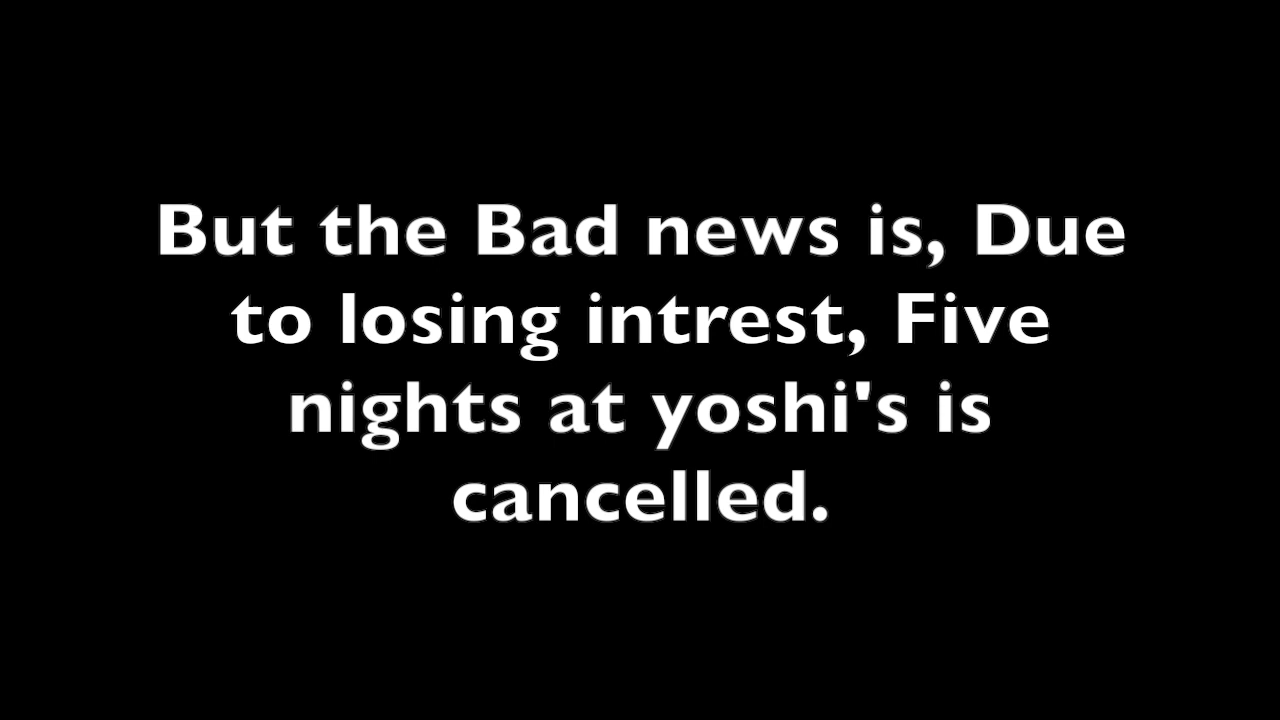 But the Bad news is, Due
to losing intrest, Five
nights at yoshi's is
cancelled.